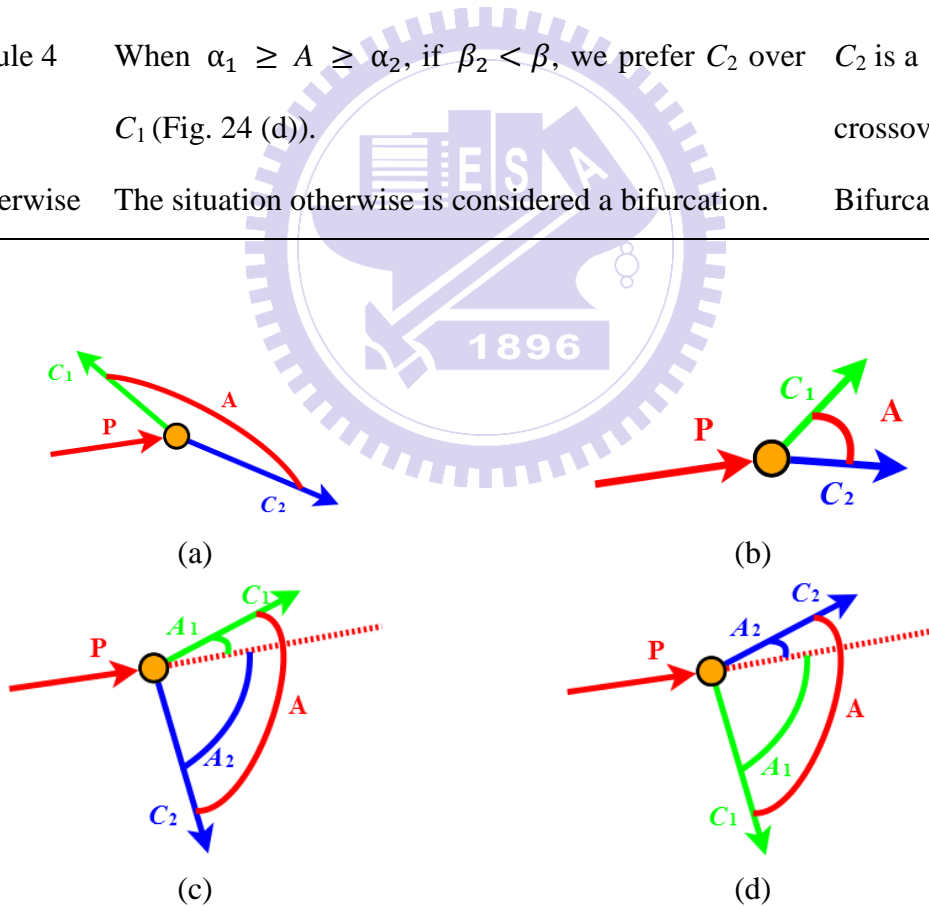 ule 4 When α₁ ≥ A ≥ α₂, if β₂ < β, we prefer C₂ over C₂ is a
C₁ (Fig. 24 (d)). crossov
erwise The situation otherwise is considered a bifurcation. Bifurca
E S A
1896
C₁ A P C₂
(a)
C₁ A P C₂
(b)
C₁ A₁ P A A₂ C₂
(c)
C₂ A₂ P A A₁ C₁
(d)